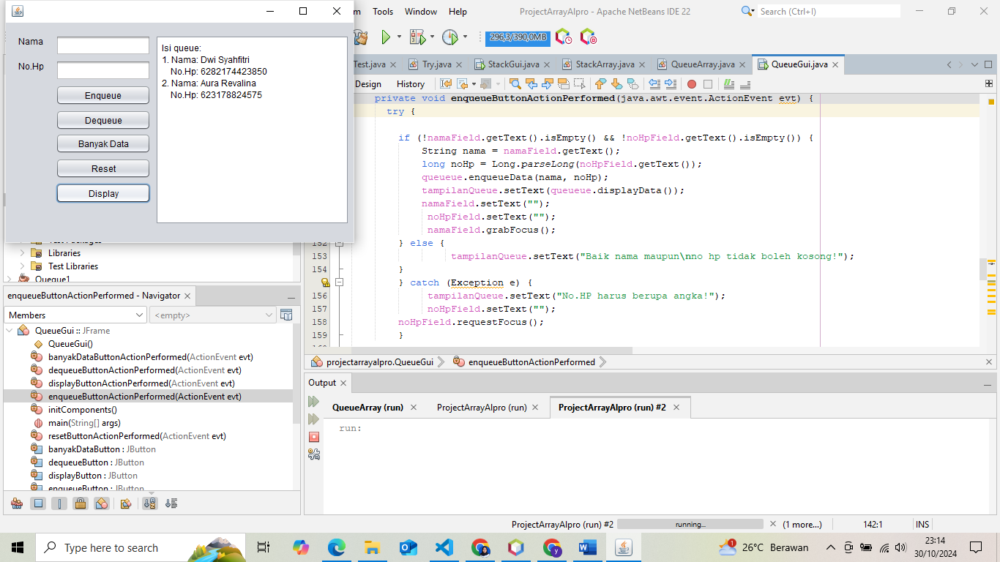 Tools Window Help
ProjectArrayAlpro - Apache NetBeans IDE 22
Search (Ctrl+I)
296,3/390,0MB
Nama
No.Hp
Enqueue
Dequeue
Banyak Data
Reset
Display
Isi queue:
1. Nama: Dwi Syahfitri
No.Hp: 6282174423850
2. Nama: Aura Revalina
No.Hp: 623178824575
Test.java
Try.java
StackGui.java
StackArray.java
QueueArray.java
QueueGui.java
Design History
private void enqueueButtonActionPerformed(java.awt.event.ActionEvent evt) {
try {
if (!namaField.getText().isEmpty() && !noHpField.getText().isEmpty()) {
String nama = namaField.getText();
long noHp = Long.parseLong(noHpField.getText());
queueue.enqueueData(nama, noHp);
tampilanQueue.setText(queueue.displayData());
namaField.setText("");
noHpField.setText("");
namaField.grabFocus();
152 } else {
153 tampilanQueue.setText("Baik nama maupun\nno hp tidak boleh kosong!");
154 }
} catch (Exception e) {
156 tampilanQueue.setText("No.HP harus berupa angka!");
157 noHpField.setText("");
158 noHpField.requestFocus();
159 }
Libraries
Test Libraries
Queque1
projectarrayalpro.QueueGui
enqueueButtonActionPerformed
enqueueButtonActionPerformed - Navigator
Members
<empty>
QueueGui :: JFrame
QueueGui()
banyakDataButtonActionPerformed(ActionEvent evt)
dequeueButtonActionPerformed(ActionEvent evt)
displayButtonActionPerformed(ActionEvent evt)
enqueueButtonActionPerformed(ActionEvent evt)
initComponents()
main(String[] args)
resetButtonActionPerformed(ActionEvent evt)
banyakDataButton : JButton
dequeueButton : JButton
displayButton : JButton
enqueueButton : JButton
Output
QueueArray (run)
ProjectArrayAlpro (run)
ProjectArrayAlpro (run) #2
run:
ProjectArrayAlpro (run) #2
running...
(1 more...)
142:1
INS
Type here to search
26°C Berawan
23:14
30/10/2024